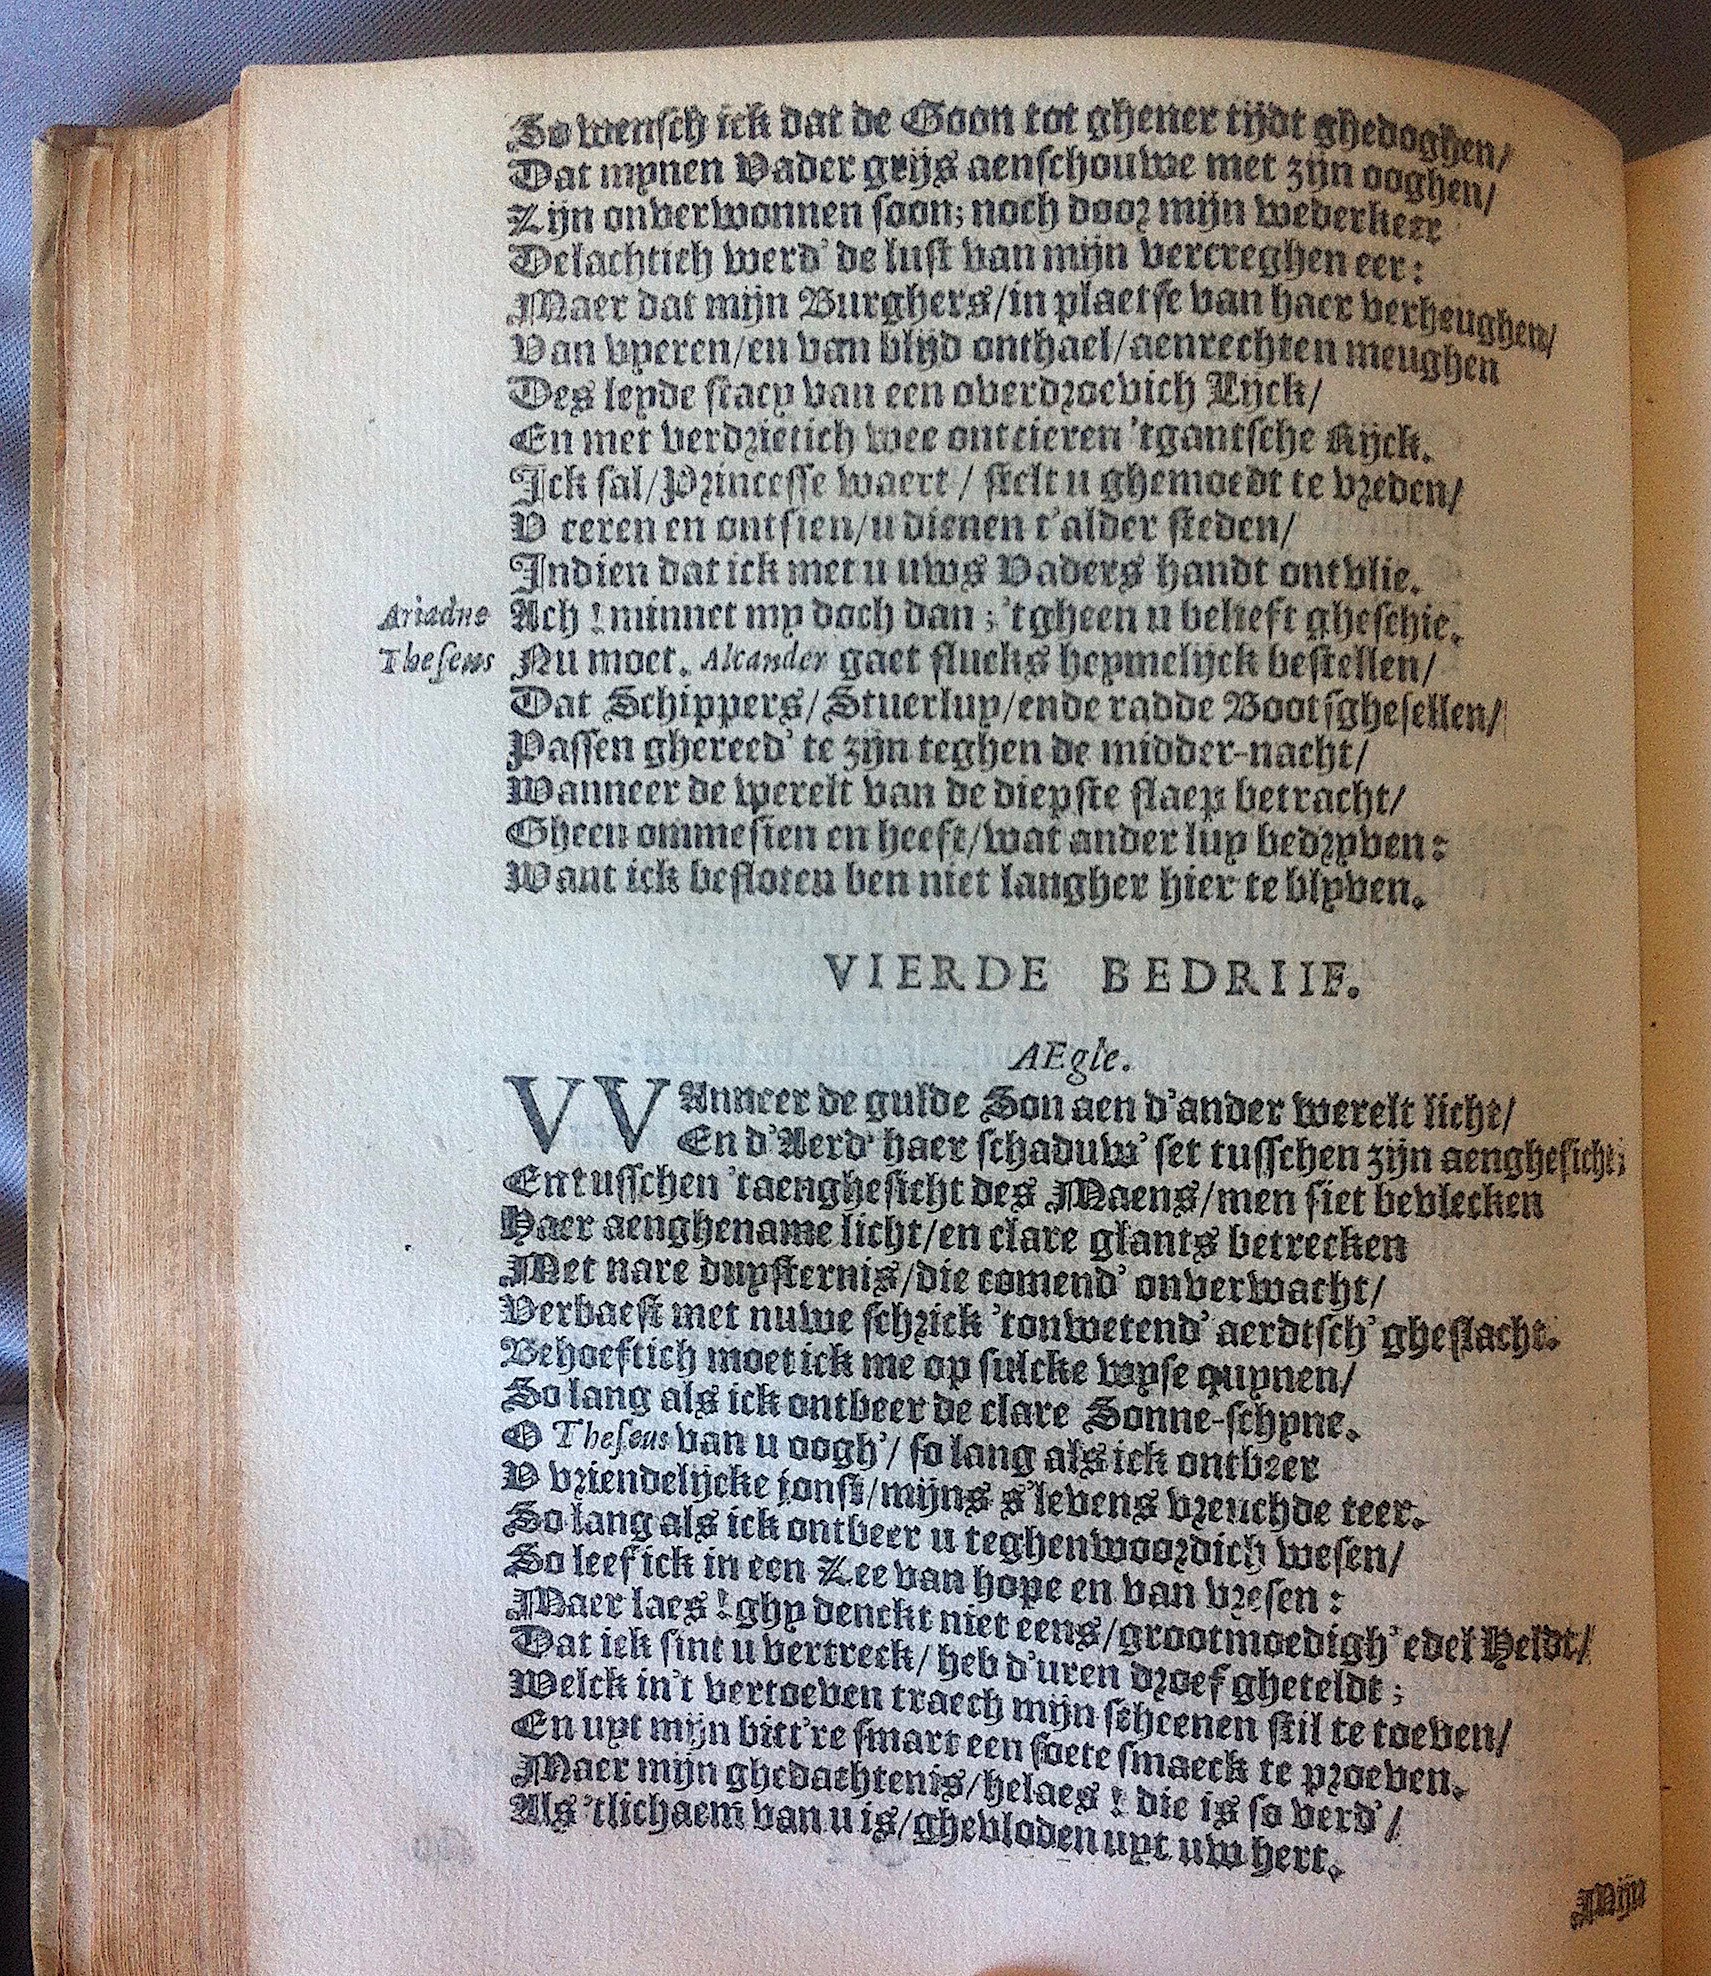 So wensch ick dat de Goon tot ghener tijdt ghedoghen/
Dat mynen Vader grijs aenschouwe met zijn ooghen/
Zijn onverwonnen soon; noch door mijn wederkeer
Delachtich werd' de lust van mijn vercreghen eer:
Maer dat mijn Burghers/in plaetse van haer verheughen/
Van vyeren/en van blijd onthael/aenrechten meughen
Des leyde stacy van een overdroevich Lijck/
En met verdrietich wee ontcieren 'tgantsche Rijck.
Ick sal/Princesse waert/ stelt u ghemoedt te vreden/
V eeren en ontsien/u dienen t'alder steden/
Indien dat ick met u uws Vaders handt ontvlie.
Ariadne Ach ! minnet my doch dan ; 'tgheen u belieft gheschie.
Theseus Nu moet. Alcander gaet flucks heymelijck bestellen/
Dat Schippers/Stuerluy/ende radde Bootsghesellen/
Passen ghereed' te zijn teghen de midder-nacht/
Wanneer de werelt van de diepste slaep betracht/
Gheen ommesien en heeft/wat ander luy bedryven:
Want ick besloten ben niet langher hier te blyven.
VIERDE BEDRIIF.
AEgle.
VVAnneer de gulde Son aen d'ander werelt licht/
En d'Aerd' haer schaduw' set tusschen zijn aenghesicht;
En tusschen 'taenghesicht des Maens/men siet bevlecken
Haer aenghename licht/en clare glants betrecken
Met nare duysternis/die comend' onverwacht/
Verbaest met nuwe schrick 'tonwetend' aerdtsch' gheslacht.
Behoeftich moet ick me op sulcke wyse quynen/
So lang als ick ontbeer de clare Sonne-schyne.
O Theseus van u oogh'/ so lang als ick ontbeer
V vriendelijcke jonst/mijns s'levens vreuchde teer.
So lang als ick ontbeer u teghenwoordich wesen/
So leef ick in een Zee van hope en van vresen:
Maer laes ! ghy denckt niet eens/grootmoedigh' edel Heldt/
Dat ick sint u vertreck/ heb d'uren droef gheteldt;
Welck in't vertoeven traech mijn scheenen stil te toeven/
En uyt mijn bitt're smart een soete smaeck te proeven.
Maer mijn ghedachtenis/helaes ! die is so verd'/
Als 'tlichaem van u is/ghevloden uyt uw hert.
Mijn